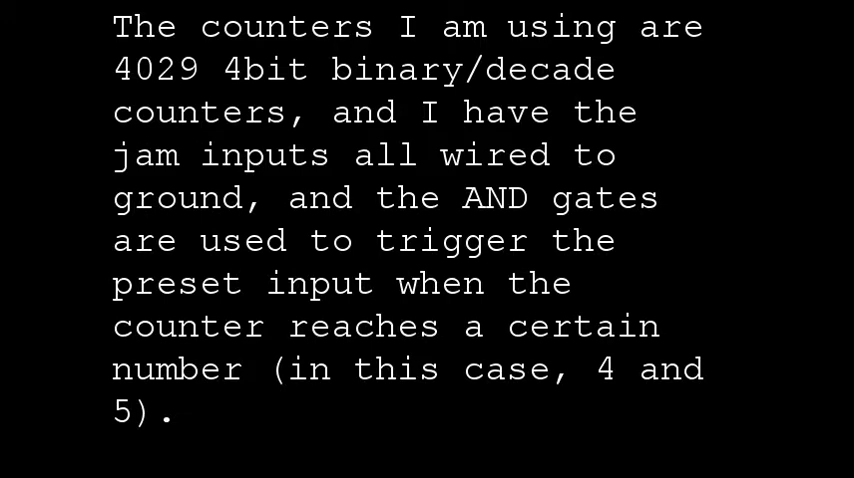 The counters I am using are
4029 4bit binary/decade
counters, and I have the
jam inputs all wired to
ground, and the AND gates
are used to trigger the
preset input when the
counter reaches a certain
number (in this case, 4 and
5).